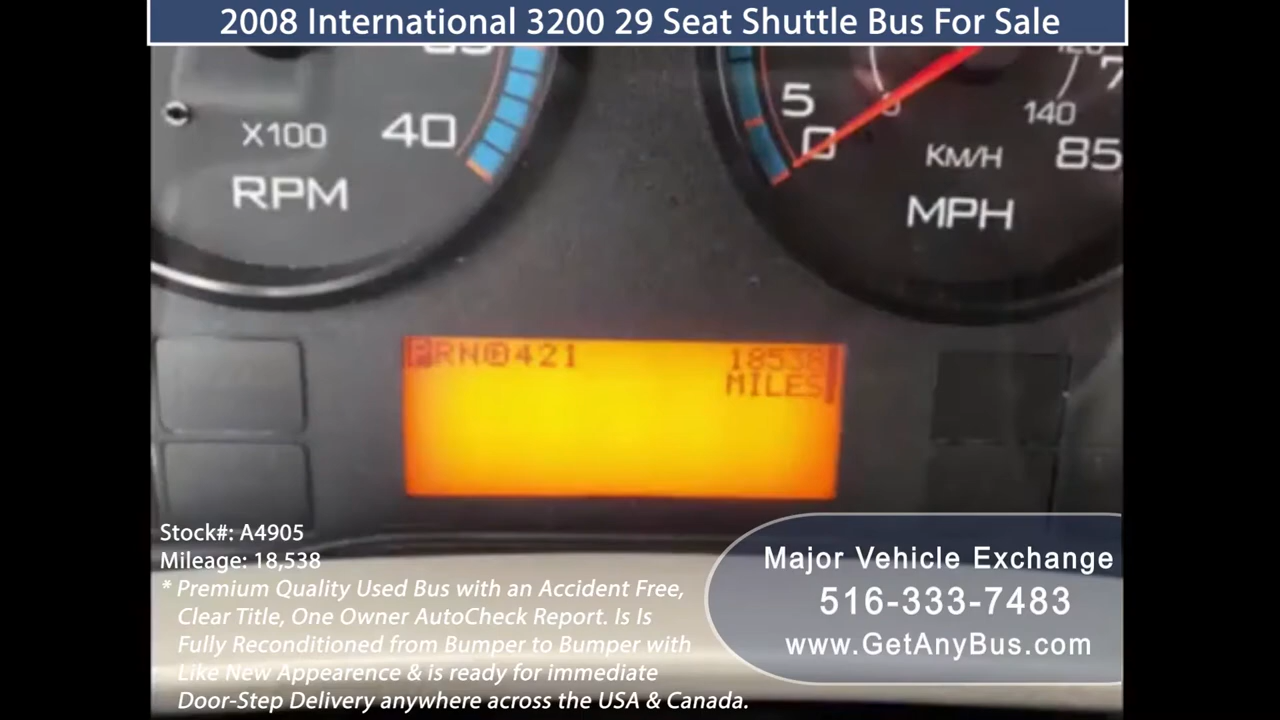 2008 International 3200 29 Seat Shuttle Bus For Sale
X100
40
RPM
5
0
0
120
140
KM/H
85
MPH
PRND421
18538
MILES
Stock#: A4905
Mileage: 18,538
* Premium Quality Used Bus with an Accident Free,
Clear Title, One Owner AutoCheck Report. Is Is
Fully Reconditioned from Bumper to Bumper with
Like New Appearence & is ready for immediate
Door-Step Delivery anywhere across the USA & Canada.
Major Vehicle Exchange
516-333-7483
www.GetAnyBus.com